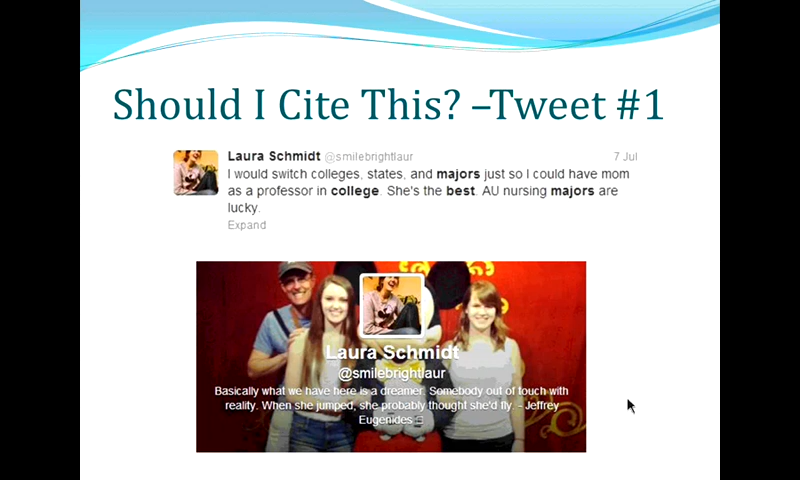 Should I Cite This? –Tweet #1
Laura Schmidt @smilebrightlaur 7 Jul
I would switch colleges, states, and majors just so I could have mom
as a professor in college. She's the best. AU nursing majors are
lucky.
Expand
Laura Schmidt
@smilebrightlaur
Basically what we have here is a dreamer. Somebody out of touch with
reality. When she jumped, she probably thought she'd fly. - Jeffrey
Eugenides